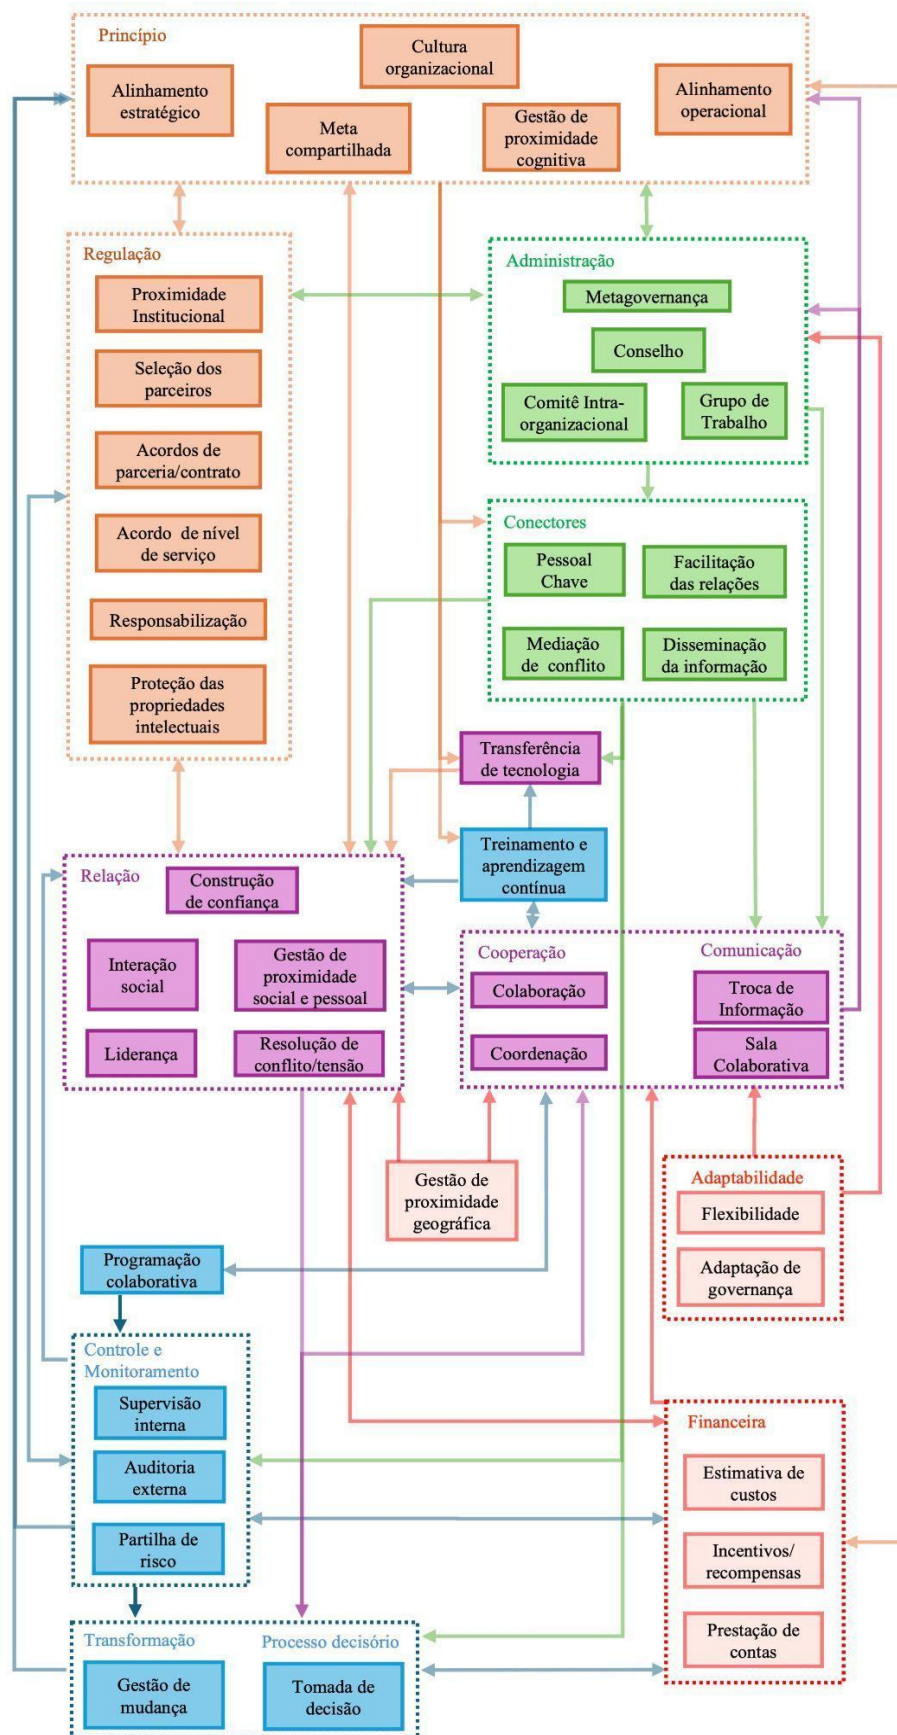 Princípio
Cultura
organizacional
Alinhamento
estratégico
Meta
compartilhada
Gestão de
proximidade
cognitiva
Alinhamento
operacional
Regulação
Proximidade
Institucional
Seleção dos
parceiros
Acordos de
parceria/contrato
Acordo de nível
de serviço
Responsabilização
Proteção das
propriedades
intelectuais
Administração
Metagovernança
Conselho
Comitê Intra-
organizacional
Grupo de
Trabalho
Conectores
Pessoal
Chave
Facilitação
das relações
Mediação
de conflito
Disseminação
da informação
Transferência
de tecnologia
Treinamento e
aprendizagem
contínua
Relação
Construção
de confiança
Interação
social
Gestão de
proximidade
social e pessoal
Liderança
Resolução de
conflito/tensão
Cooperação
Colaboração
Coordenação
Comunicação
Troca de
Informação
Sala
Colaborativa
Gestão de
proximidade
geográfica
Adaptabilidade
Flexibilidade
Adaptação de
governança
Programação
colaborativa
Controle e
Monitoramento
Supervisão
interna
Auditoria
externa
Partilha de
risco
Financeira
Estimativa de
custos
Incentivos/
recompensas
Prestação de
contas
Transformação
Gestão de
mudança
Processo decisório
Tomada de
decisão